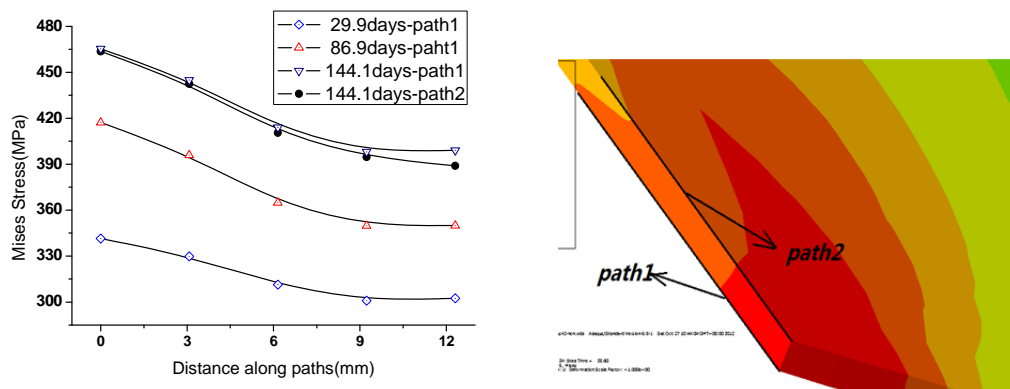 480
450
420
390
360
330
300
Mises Stress(MPa)
29.9days-path1
86.9days-paht1
144.1days-path1
144.1days-path2
0 3 6 9 12
Distance along paths(mm)
path2
path1